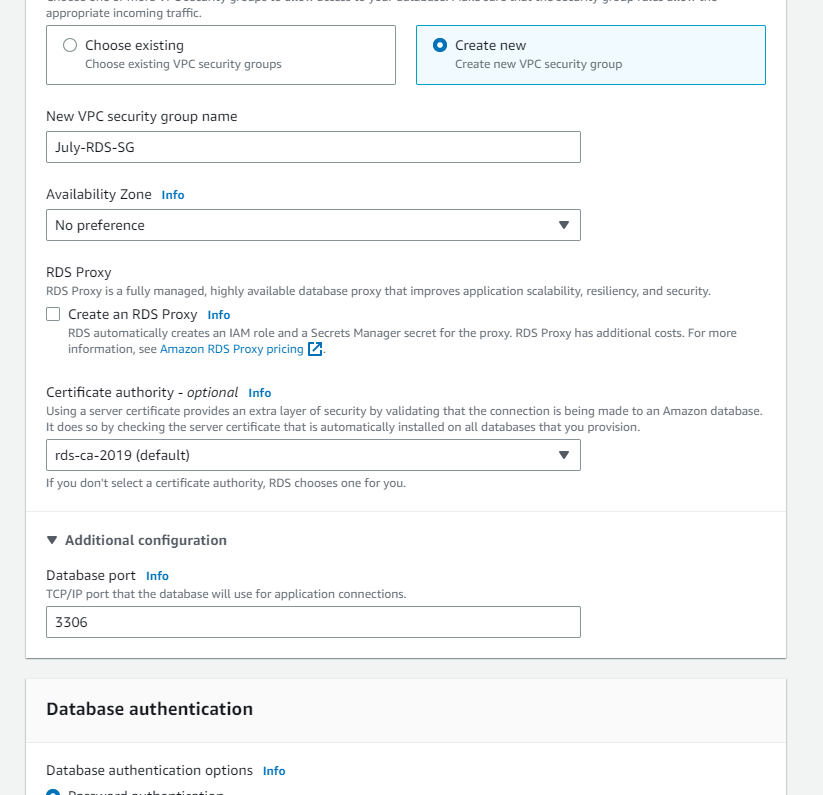 appropriate incoming traffic.
Choose existing
Choose existing VPC security groups
Create new
Create new VPC security group
New VPC security group name
July-RDS-SG
Availability Zone Info
No preference
RDS Proxy
RDS Proxy is a fully managed, highly available database proxy that improves application scalability, resiliency, and security.
Create an RDS Proxy Info
RDS automatically creates an IAM role and a Secrets Manager secret for the proxy. RDS Proxy has additional costs. For more
information, see Amazon RDS Proxy pricing.
Certificate authority - optional Info
Using a server certificate provides an extra layer of security by validating that the connection is being made to an Amazon database.
It does so by checking the server certificate that is automatically installed on all databases that you provision.
rds-ca-2019 (default)
If you don't select a certificate authority, RDS chooses one for you.
Additional configuration
Database port Info
TCP/IP port that the database will use for application connections.
3306
Database authentication
Database authentication options Info
Password authentication